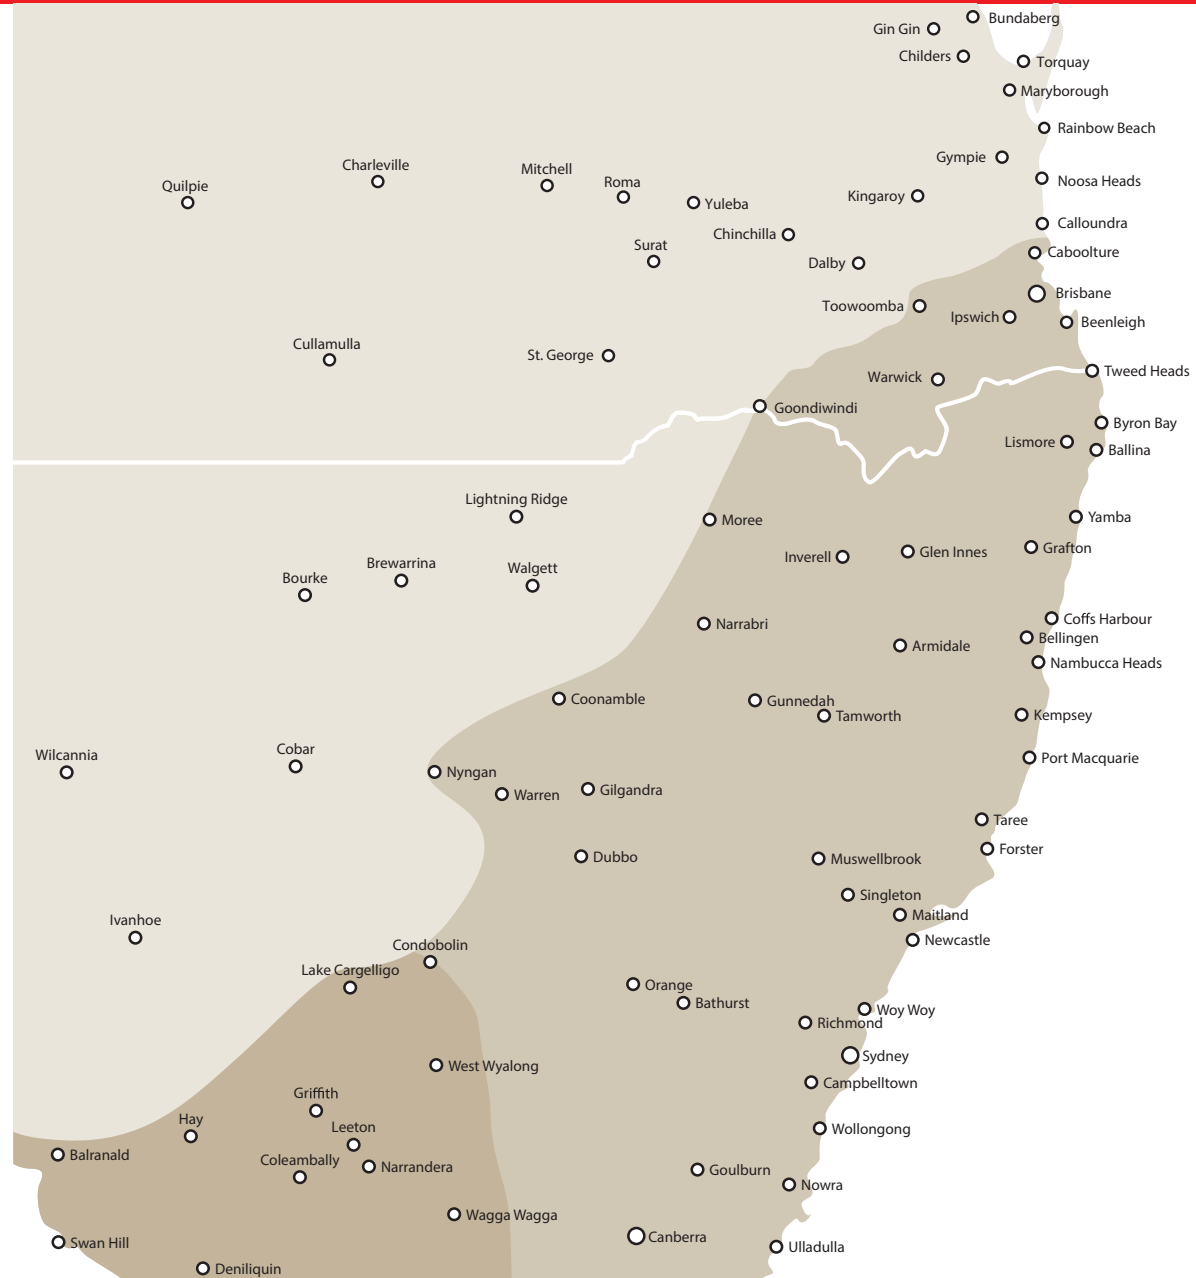 Bundaberg
Gin Gin
Childers
Torquay
Maryborough
Rainbow Beach
Gympie
Charleville
Mitchell
Noosa Heads
Roma
Quilpie
Kingaroy
Yuleba
Calloundra
Chinchilla
Surat
Caboolture
Dalby
Brisbane
Toowoomba
Ipswich
Beenleigh
Cullamulla
St. George
Tweed Heads
Warwick
Goondiwindi
Byron Bay
Lismore
Ballina
Lightning Ridge
Yamba
Moree
Grafton
Glen Innes
Inverell
Brewarrina
Walgett
Bourke
Coffs Harbour
Narrabri
Bellingen
Armidale
Nambucca Heads
Coonamble
Gunnedah
Kempsey
Tamworth
Cobar
Wilcannia
Port Macquarie
Nyngan
Gilgandra
Warren
Taree
Forster
Dubbo
Muswellbrook
Singleton
Maitland
Ivanhoe
Newcastle
Condobolin
Lake Cargelligo
Orange
Bathurst
Woy Woy
Richmond
Sydney
West Wyalong
Campbelltown
Griffith
Hay
Leeton
Wollongong
Balranald
Coleambally
Narrandera
Goulburn
Nowra
Wagga Wagga
Canberra
Swan Hill
Ulladulla
Deniliquin